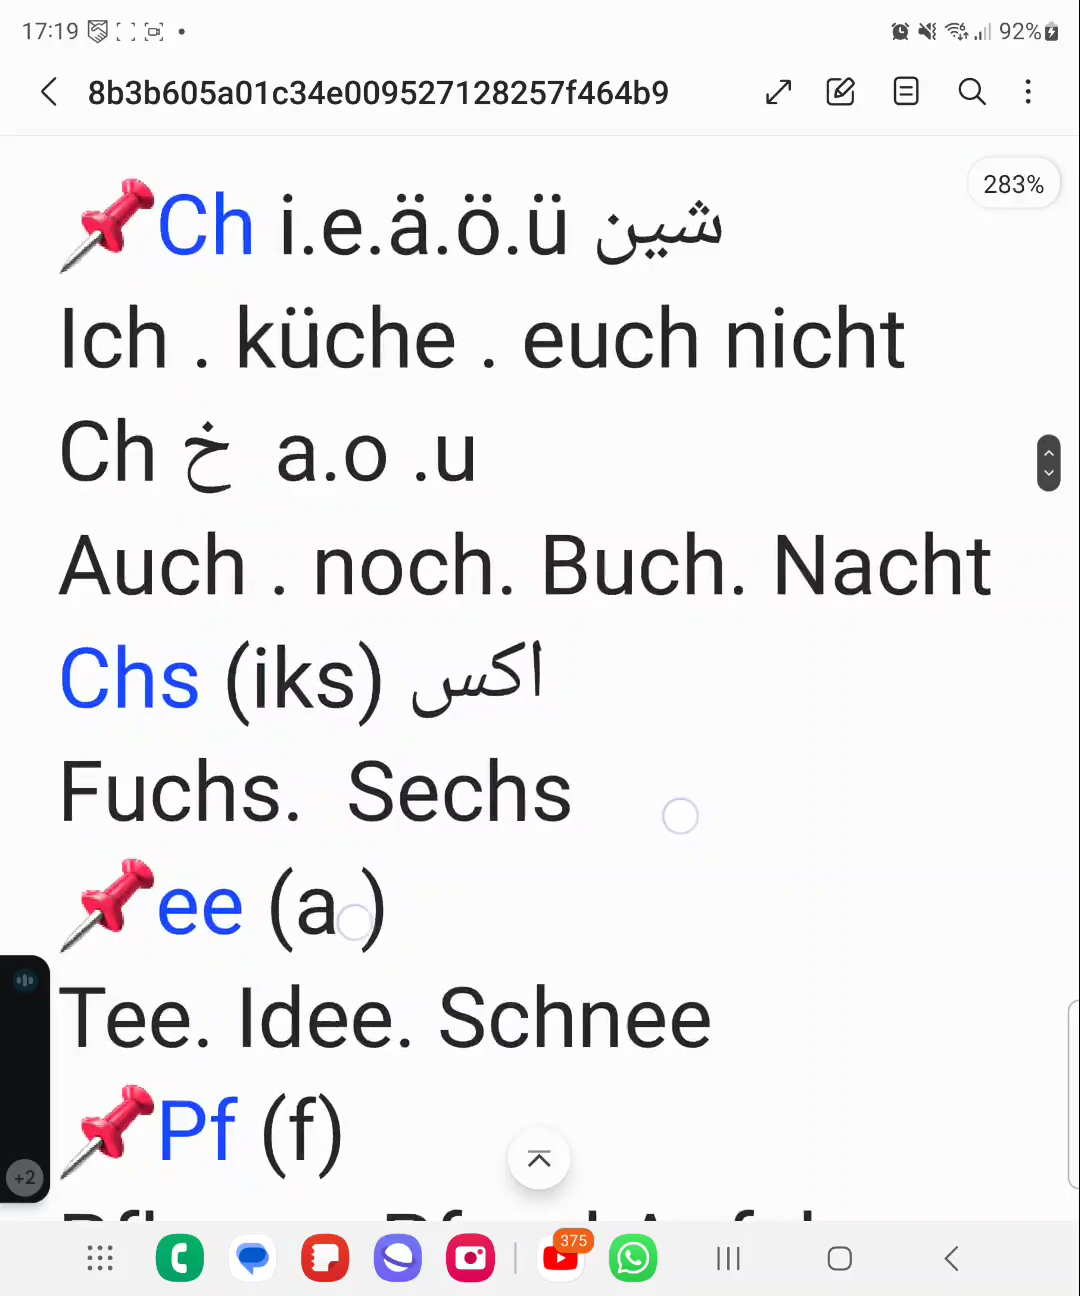 17:19
92%
8b3b605a01c34e009527128257f464b9
283%
Ch i.e.ä.ö.ü شين
Ich . küche . euch nicht
Ch خ a.o .u
Auch . noch. Buch. Nacht
Chs (iks) اكس
Fuchs. Sechs
ee (a )
Tee. Idee. Schnee
Pf (f)
+2
375